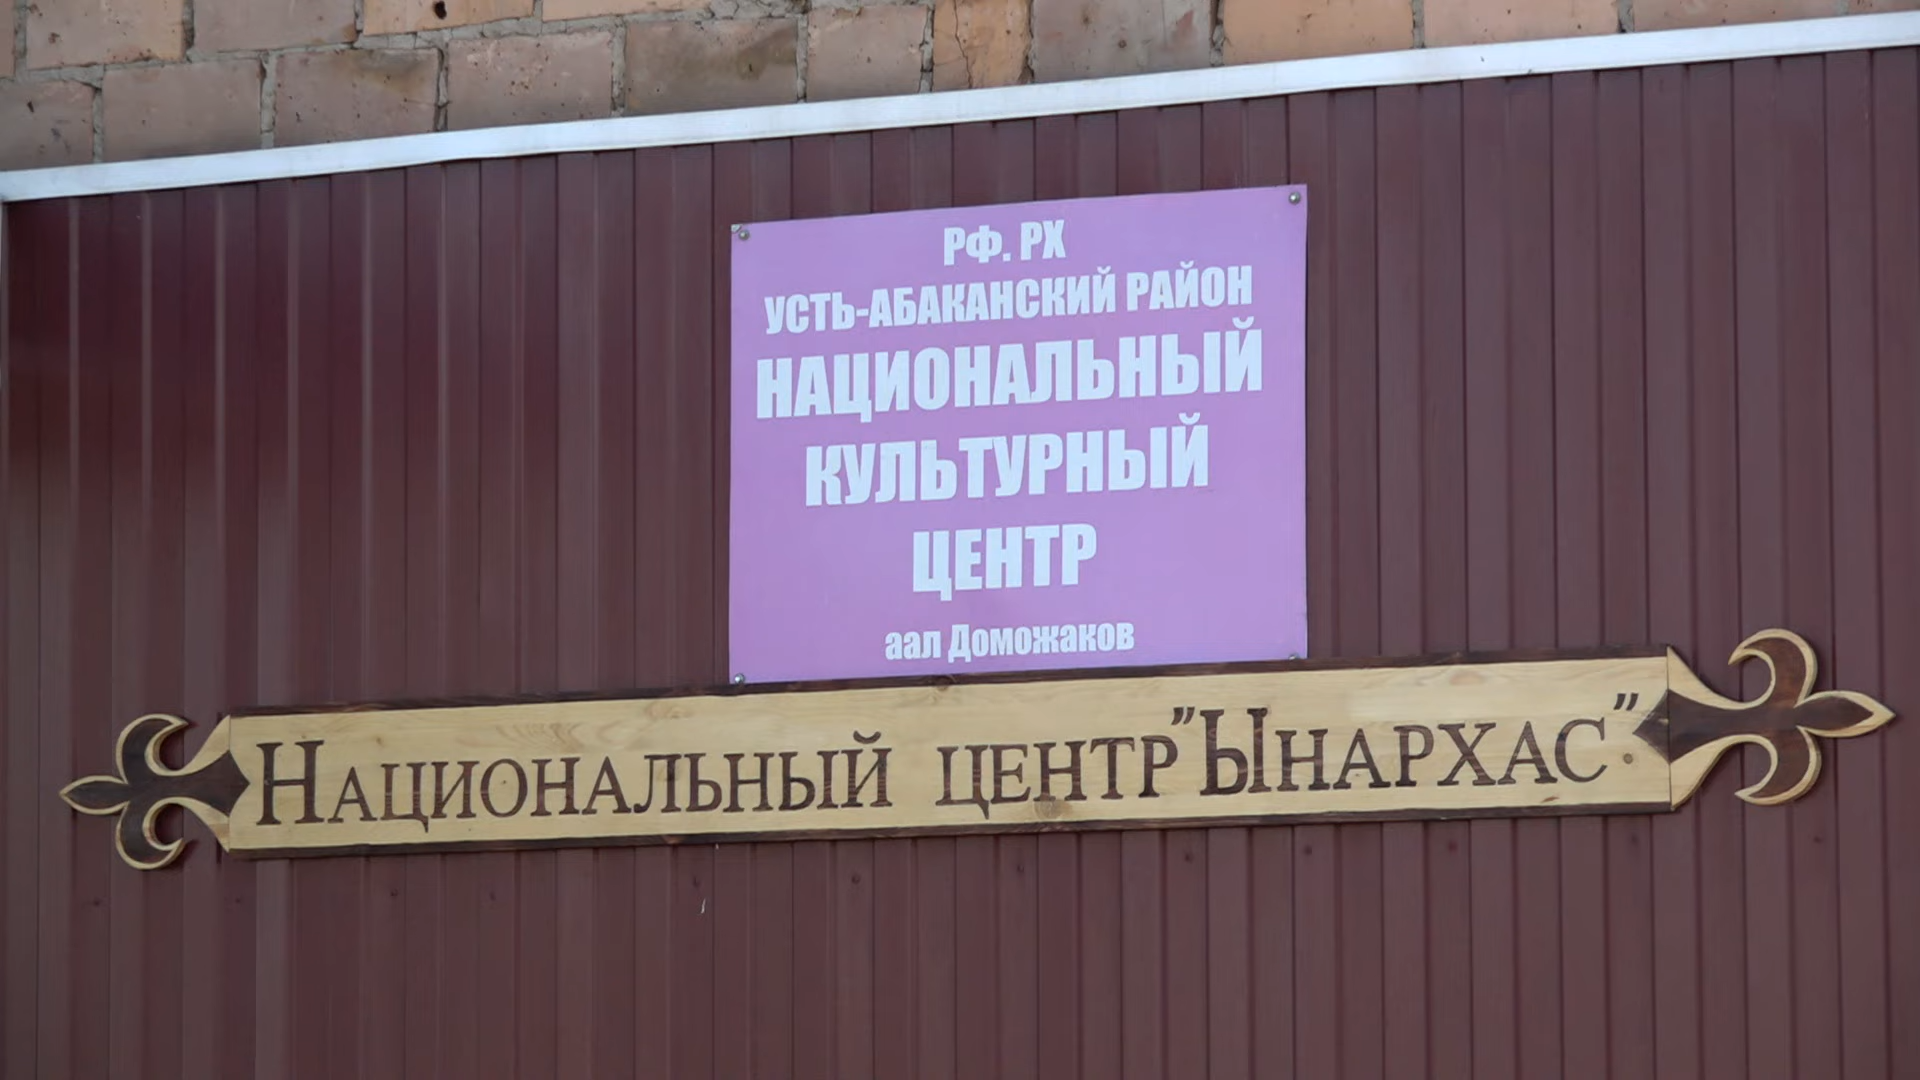 РФ. РХ
УСТЬ-АБАКАНСКИЙ РАЙОН
НАЦИОНАЛЬНЫЙ
КУЛЬТУРНЫЙ
ЦЕНТР
аал Доможаков
НАЦИОНАЛЬНЫЙ ЦЕНТР "ЫНАРХАС"